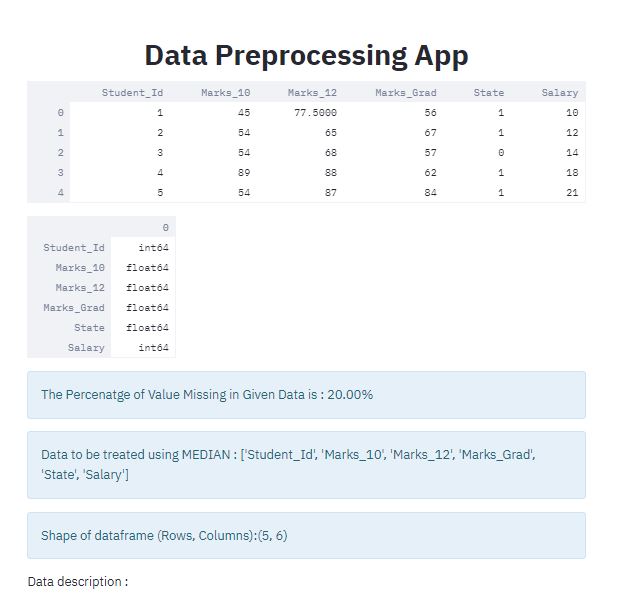 Data Preprocessing App
Student_Id Marks_10 Marks_12 Marks_Grad State Salary
0 1 45 77.5000 56 1 10
1 2 54 65 67 1 12
2 3 54 68 57 0 14
3 4 89 88 62 1 18
4 5 54 87 84 1 21
0
Student_Id int64
Marks_10 float64
Marks_12 float64
Marks_Grad float64
State float64
Salary int64
The Percenatge of Value Missing in Given Data is : 20.00%
Data to be treated using MEDIAN : ['Student_Id', 'Marks_10', 'Marks_12', 'Marks_Grad',
'State', 'Salary']
Shape of dataframe (Rows, Columns):(5, 6)
Data description :